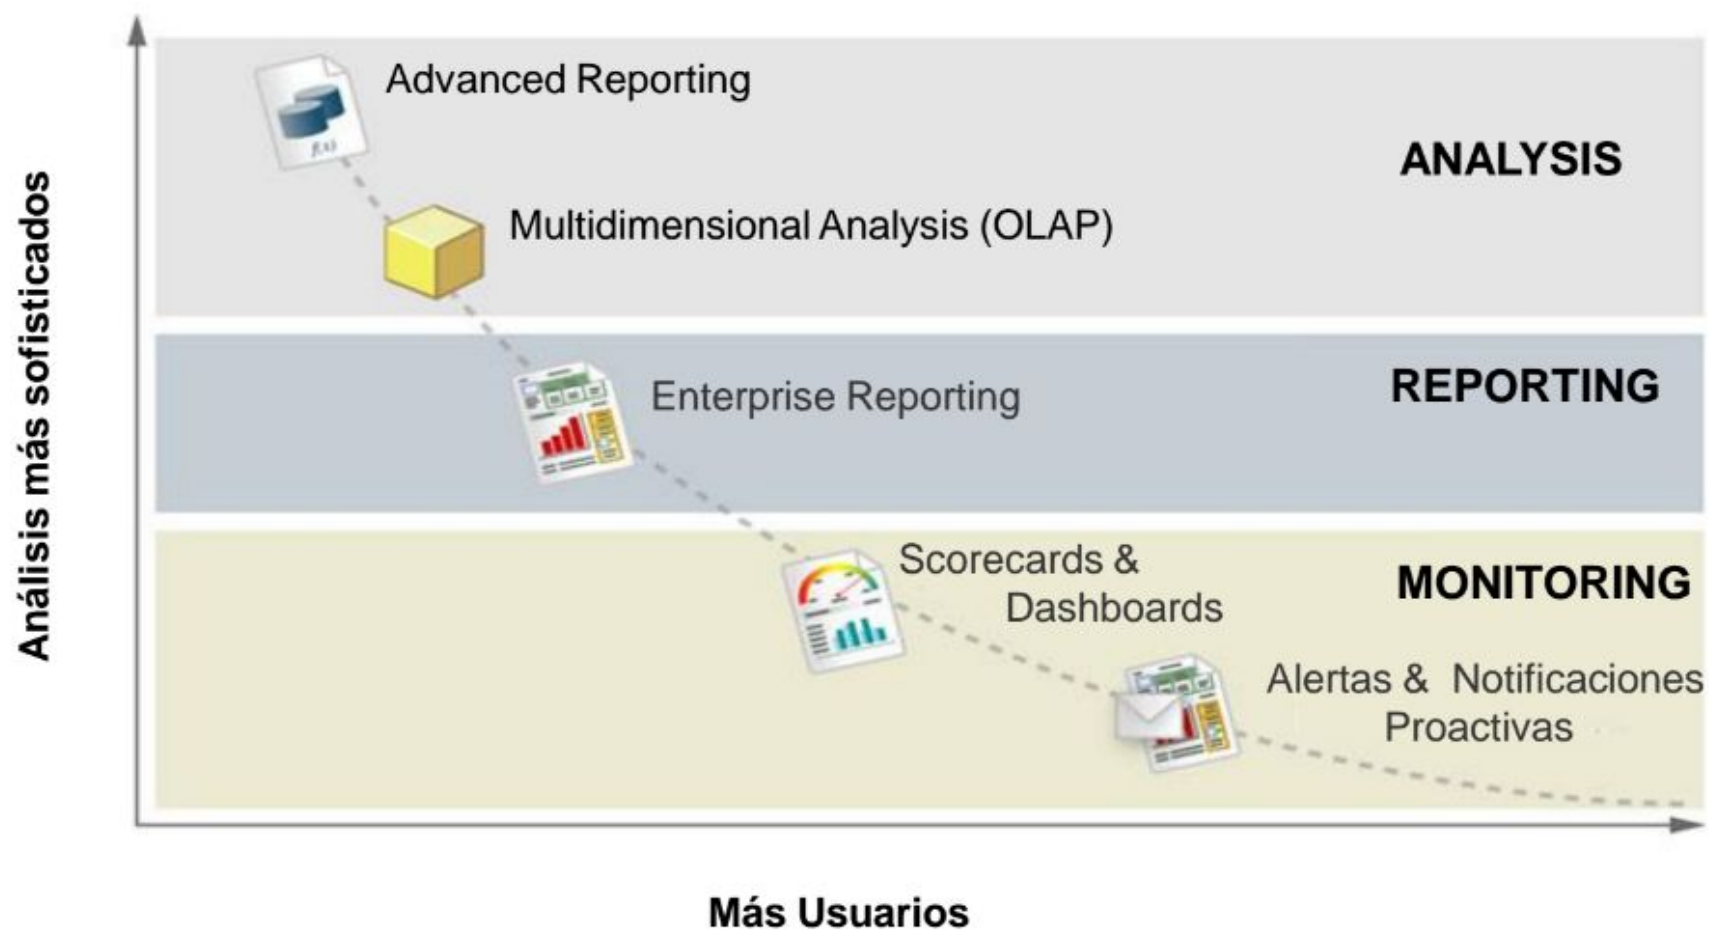 Advanced Reporting
ANALYSIS
Multidimensional Analysis (OLAP)
Análisis más sofisticados
Enterprise Reporting
REPORTING
Scorecards &
Dashboards
MONITORING
Alertas & Notificaciones
Proactivas
Más Usuarios
f(x)